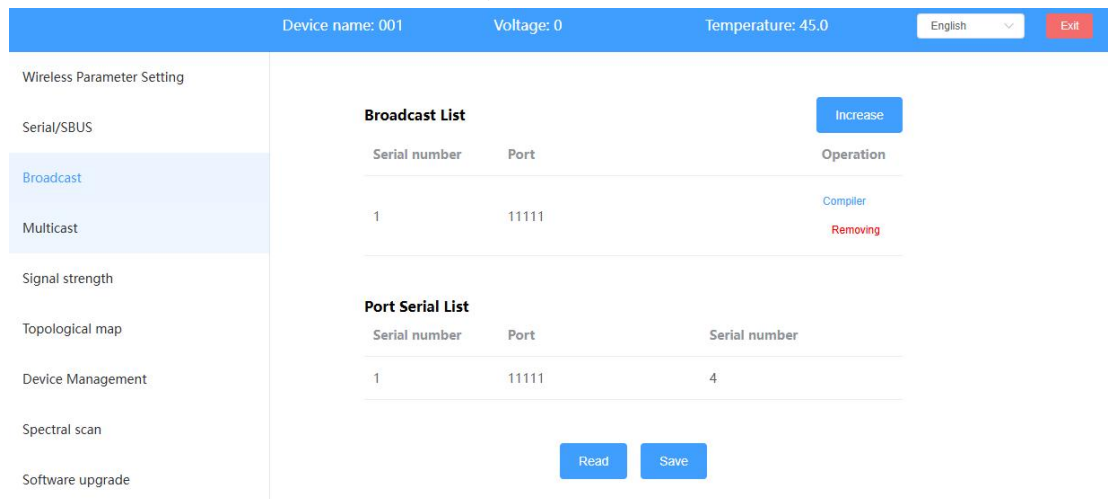 Device name: 001 Voltage: 0 Temperature: 45.0 English Exit
Wireless Parameter Setting
Serial/SBUS
Broadcast
Multicast
Signal strength
Topological map
Device Management
Spectral scan
Software upgrade
Broadcast List Increase
Serial number Port Operation
1 11111 Compiler
Removing
Port Serial List
Serial number Port Serial number
1 11111 4
Read Save